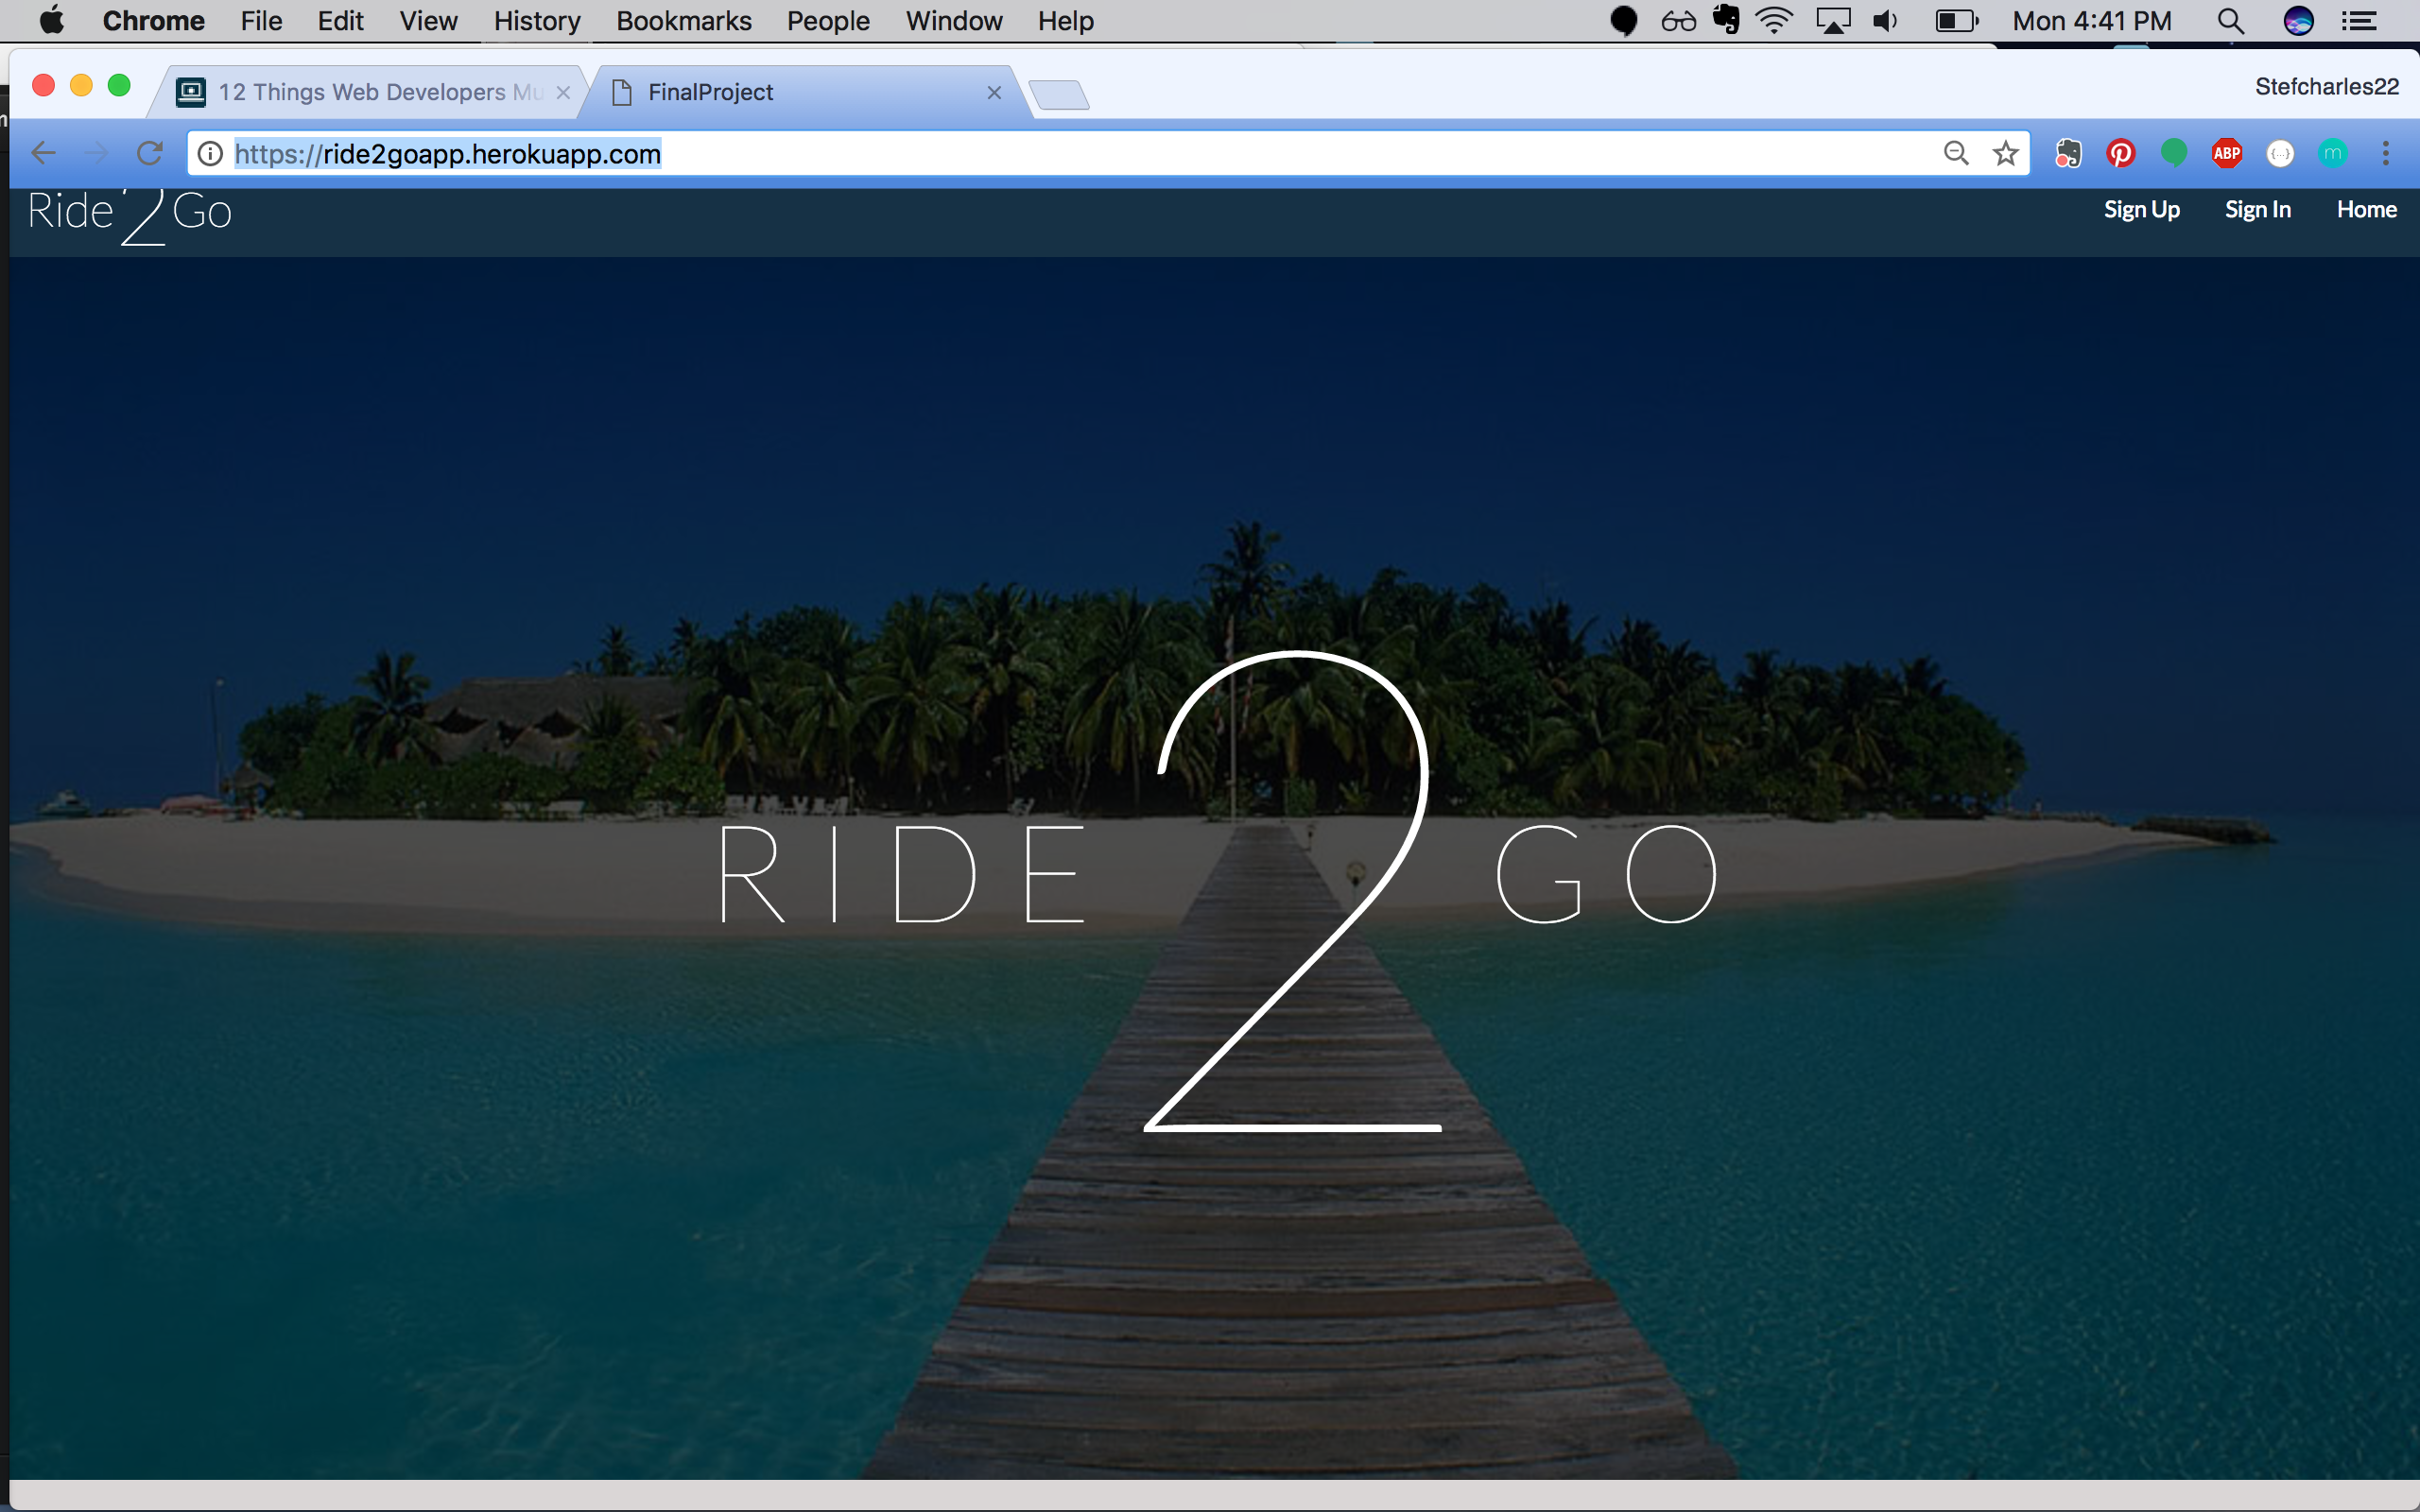 Chrome File Edit View History Bookmarks People Window Help Mon 4:41 PM
12 Things Web Developers Mu FinalProject Stefcharles22
https://ride2goapp.herokuapp.com ABP {...} m
Ride 2 Go Sign Up Sign In Home
RIDE 2 GO